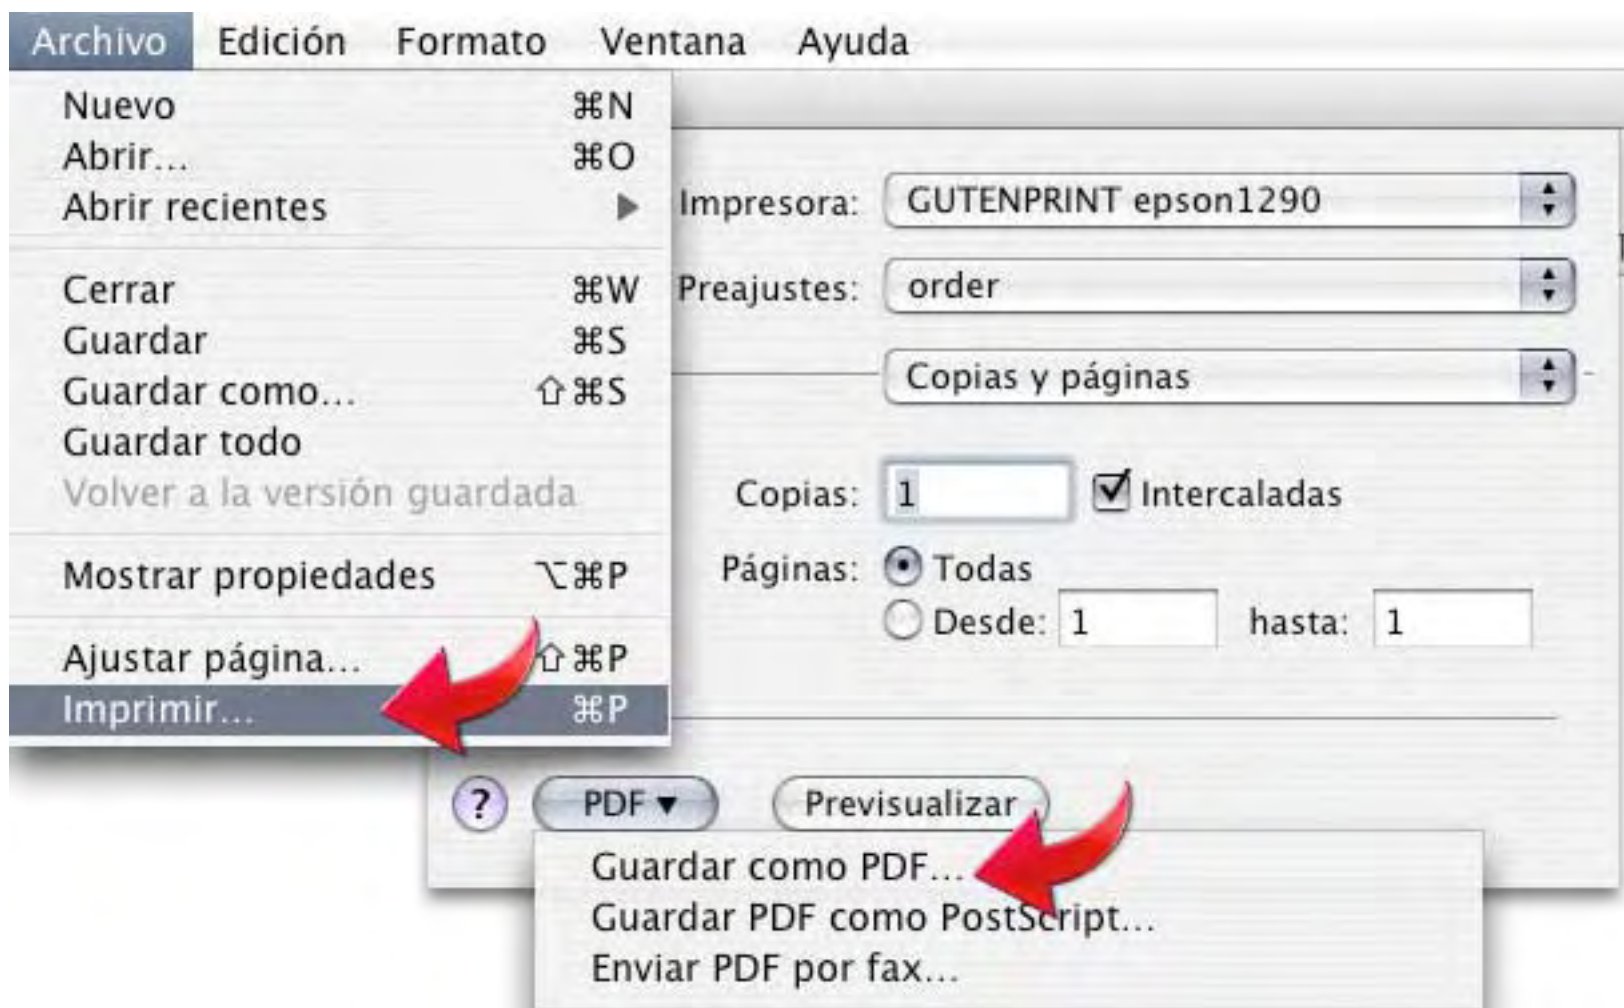 Archivo Edición Formato Ventana Ayuda
Nuevo ⌘N
Abrir... ⌘O
Abrir recientes ▶
Cerrar ⌘W
Guardar ⌘S
Guardar como... ⇧⌘S
Guardar todo
Volver a la versión guardada
Mostrar propiedades ⌥⌘P
Ajustar página... ⇧⌘P
Imprimir... ⌘P
Impresora: GUTENPRINT epson1290
Preajustes: order
Copias y páginas
Copias: 1 Intercaladas
Páginas: Todas
Desde: 1 hasta: 1
? PDF ▼ Previsualizar
Guardar como PDF...
Guardar PDF como PostScript...
Enviar PDF por fax...